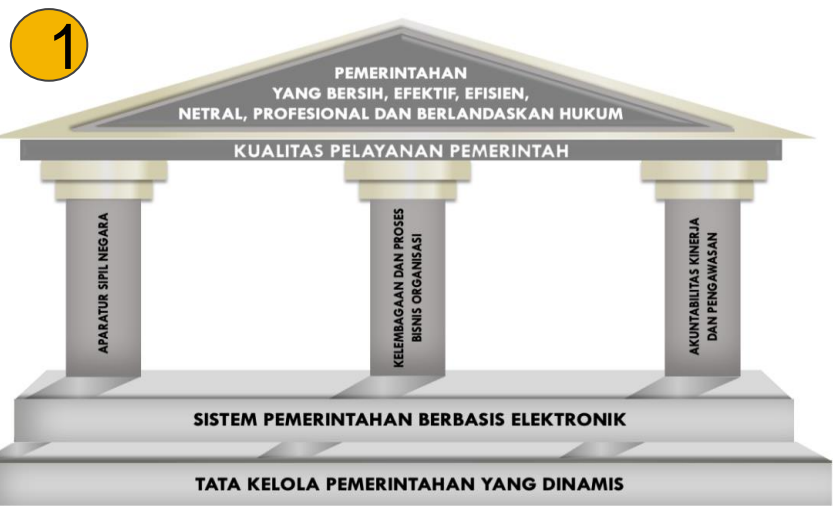 1
PEMERINTAHAN
YANG BERSIH, EFEKTIF, EFISIEN,
NETRAL, PROFESIONAL DAN BERLANDASKAN HUKUM
KUALITAS PELAYANAN PEMERINTAH
APARATUR SIPIL NEGARA
KELEMBAGAAN DAN PROSES
BISNIS ORGANISASI
AKUNTABILITAS KINERJA
DAN PENGAWASAN
SISTEM PEMERINTAHAN BERBASIS ELEKTRONIK
TATA KELOLA PEMERINTAHAN YANG DINAMIS